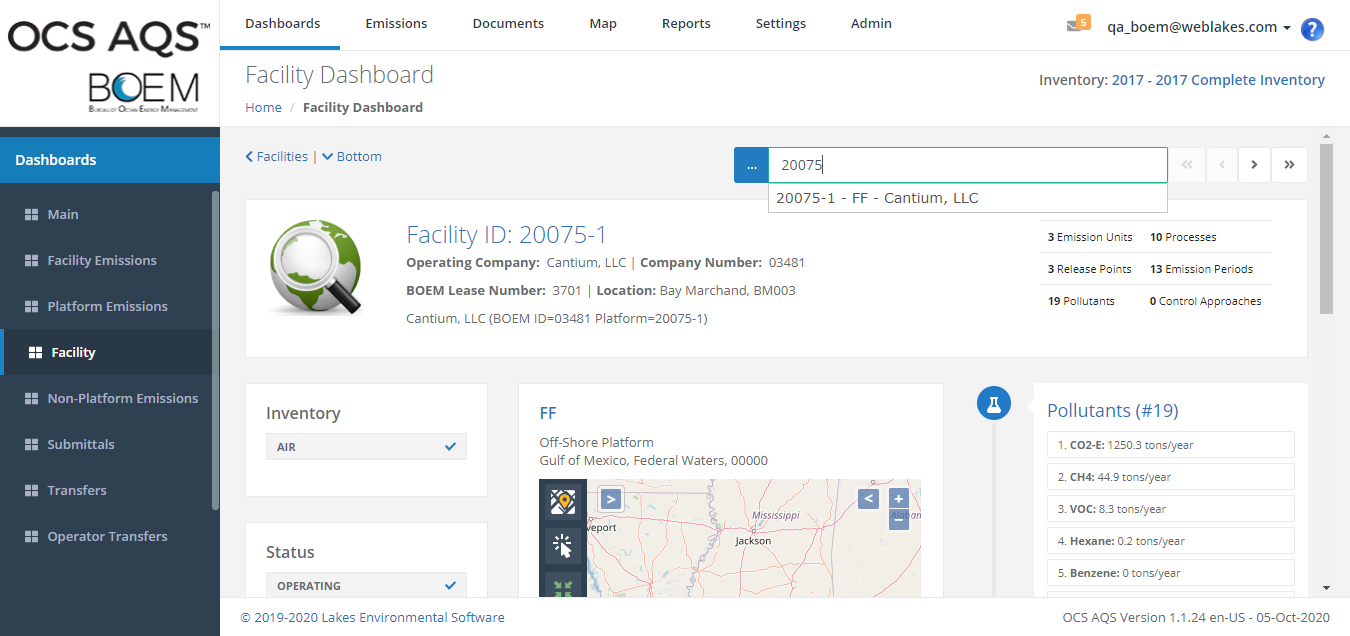 OCS AQS™
BOEM
BUREAU OF OCEAN ENERGY MANAGEMENT
Dashboards Emissions Documents Map Reports Settings Admin
5 qa_boem@weblakes.com ?
Facility Dashboard
Home / Facility Dashboard
Inventory: 2017 - 2017 Complete Inventory
Dashboards
Main
Facility Emissions
Platform Emissions
Facility
Non-Platform Emissions
Submittals
Transfers
Operator Transfers
Facilities | Bottom
... 20075
20075-1 - FF - Cantium, LLC
Facility ID: 20075-1
Operating Company: Cantium, LLC | Company Number: 03481
BOEM Lease Number: 3701 | Location: Bay Marchand, BM003
Cantium, LLC (BOEM ID=03481 Platform=20075-1)
3 Emission Units 10 Processes
3 Release Points 13 Emission Periods
19 Pollutants 0 Control Approaches
Inventory
AIR
Status
OPERATING
FF
Off-Shore Platform
Gulf of Mexico, Federal Waters, 00000
> < +
−
veport
Mississippi
Jackson
Alabam
Pollutants (#19)
1. CO2-E: 1250.3 tons/year
2. CH4: 44.9 tons/year
3. VOC: 8.3 tons/year
4. Hexane: 0.2 tons/year
5. Benzene: 0 tons/year
© 2019-2020 Lakes Environmental Software
OCS AQS Version 1.1.24 en-US - 05-Oct-2020